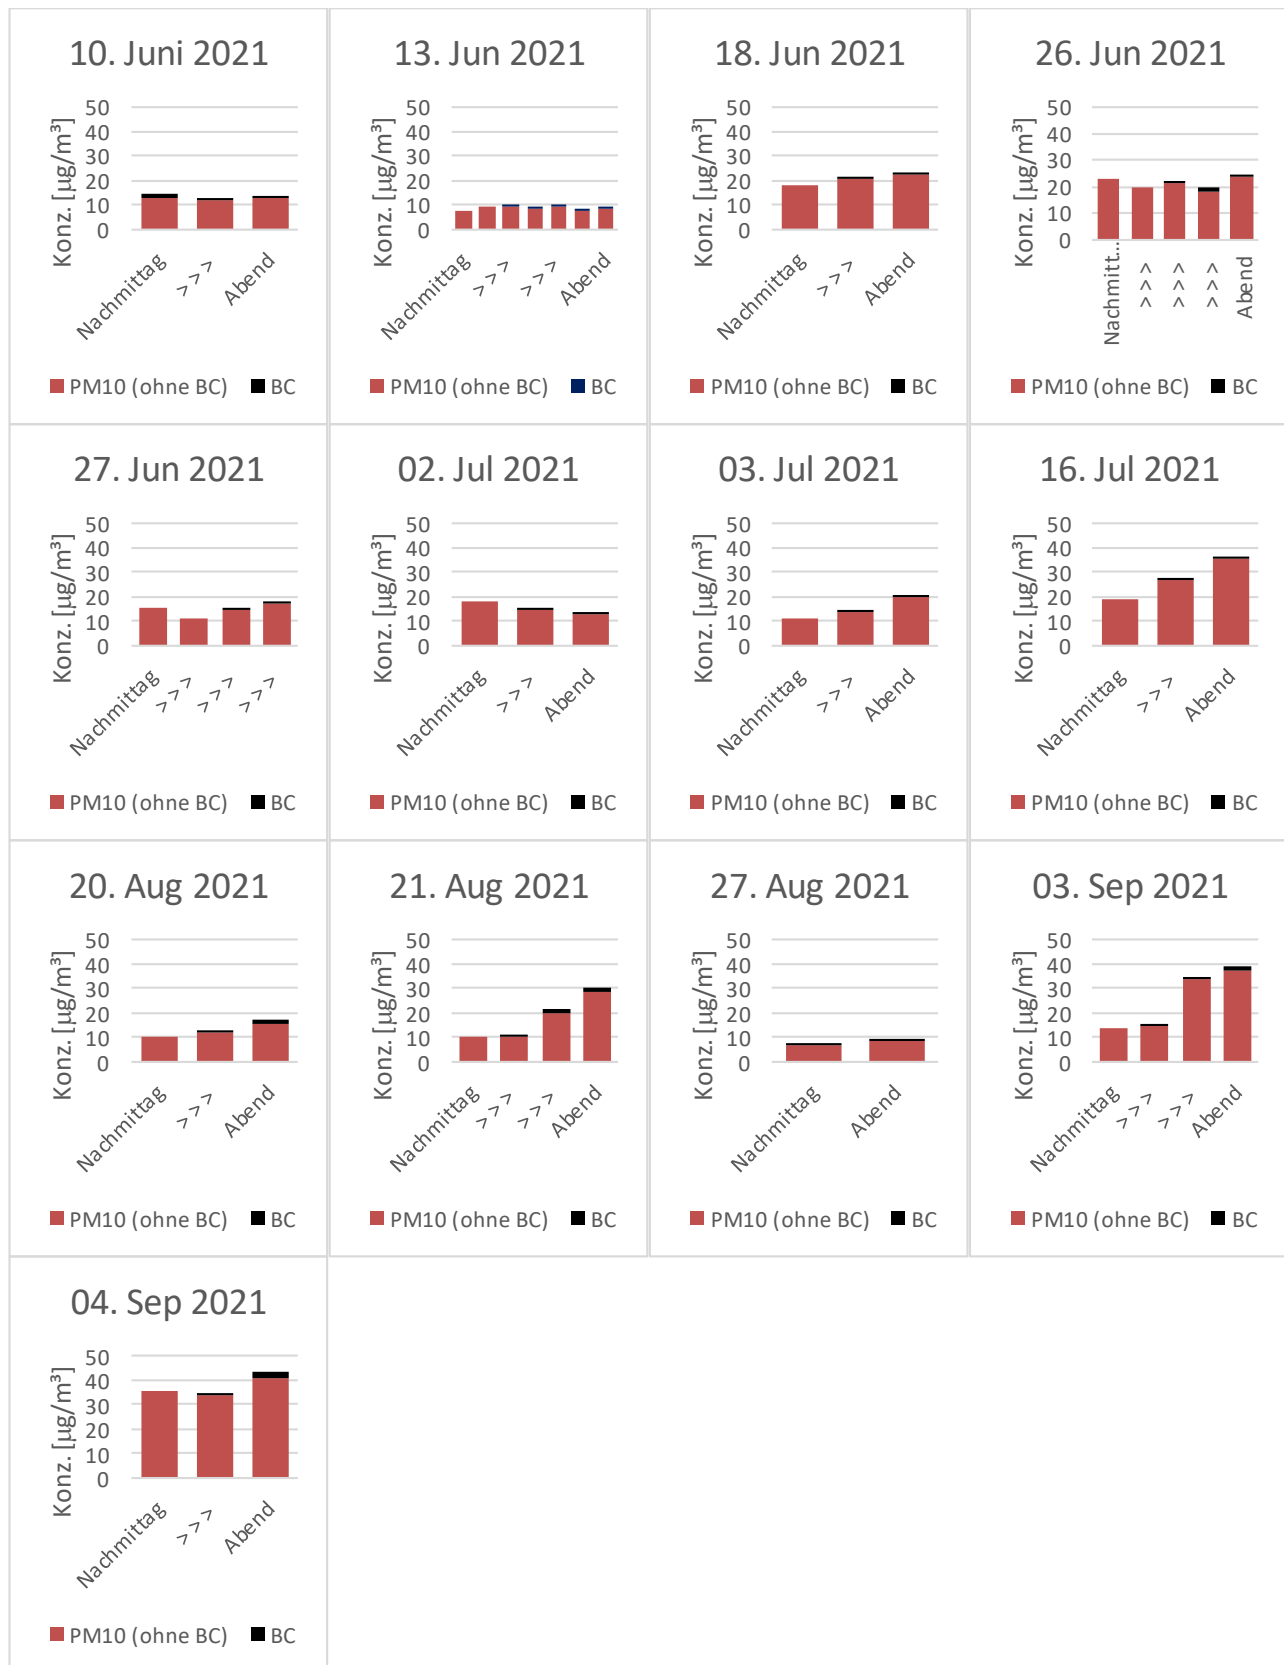 10. Juni 2021
Konz. [µg/m³]
50
40
30
20
10
0
Nachmittag
>>>
Abend
PM10 (ohne BC) BC
13. Jun 2021
Konz. [µg/m³]
50
40
30
20
10
0
Nachmittag
>>>
>>>
Abend
PM10 (ohne BC) BC
18. Jun 2021
Konz. [µg/m³]
50
40
30
20
10
0
Nachmittag
>>>
Abend
PM10 (ohne BC) BC
26. Jun 2021
Konz. [µg/m³]
50
40
30
20
10
0
Nachmitt...
>>>
>>>
>>>
Abend
PM10 (ohne BC) BC
27. Jun 2021
Konz. [µg/m³]
50
40
30
20
10
0
Nachmittag
>>>
>>>
>>>
PM10 (ohne BC) BC
02. Jul 2021
Konz. [µg/m³]
50
40
30
20
10
0
Nachmittag
>>>
Abend
PM10 (ohne BC) BC
03. Jul 2021
Konz. [µg/m³]
50
40
30
20
10
0
Nachmittag
>>>
Abend
PM10 (ohne BC) BC
16. Jul 2021
Konz. [µg/m³]
50
40
30
20
10
0
Nachmittag
>>>
Abend
PM10 (ohne BC) BC
20. Aug 2021
Konz. [µg/m³]
50
40
30
20
10
0
Nachmittag
>>>
Abend
PM10 (ohne BC) BC
21. Aug 2021
Konz. [µg/m³]
50
40
30
20
10
0
Nachmittag
>>>
>>>
Abend
PM10 (ohne BC) BC
27. Aug 2021
Konz. [µg/m³]
50
40
30
20
10
0
Nachmittag
Abend
PM10 (ohne BC) BC
03. Sep 2021
Konz. [µg/m³]
50
40
30
20
10
0
Nachmittag
>>>
>>>
Abend
PM10 (ohne BC) BC
04. Sep 2021
Konz. [µg/m³]
50
40
30
20
10
0
Nachmittag
>>>
Abend
PM10 (ohne BC) BC